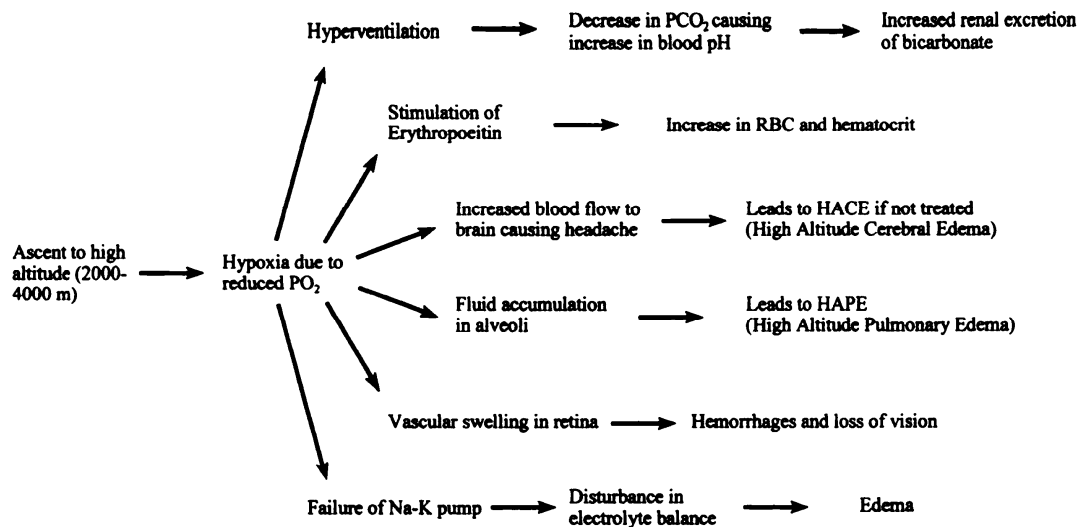 Hyperventilation
Decrease in PCO₂ causing
increase in blood pH
Increased renal excretion
of bicarbonate
Stimulation of
Erythropoeitin
Increase in RBC and hematocrit
Increased blood flow to
brain causing headache
Leads to HACE if not treated
(High Altitude Cerebral Edema)
Ascent to high
altitude (2000-
4000 m)
Hypoxia due to
reduced PO₂
Fluid accumulation
in alveoli
Leads to HAPE
(High Altitude Pulmonary Edema)
Vascular swelling in retina
Hemorrhages and loss of vision
Failure of Na-K pump
Disturbance in
electrolyte balance
Edema